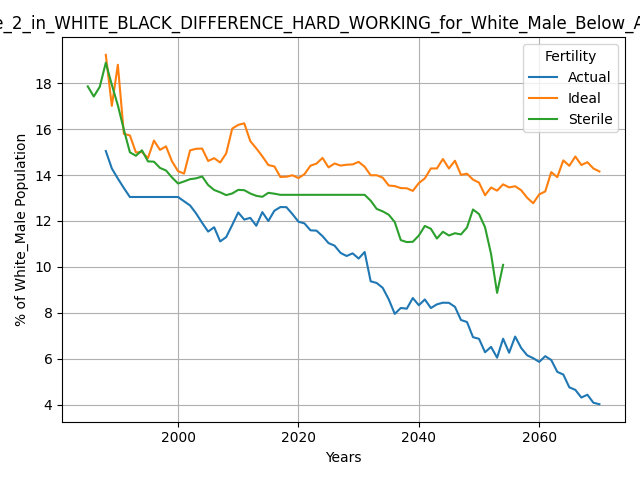 e_2_in_WHITE_BLACK_DIFFERENCE_HARD_WORKING_for_White_Male_Below_A
Fertility
Actual
Ideal
Sterile
% of White_Male Population
18
16
14
12
10
8
6
4
2000
2020
2040
2060
Years